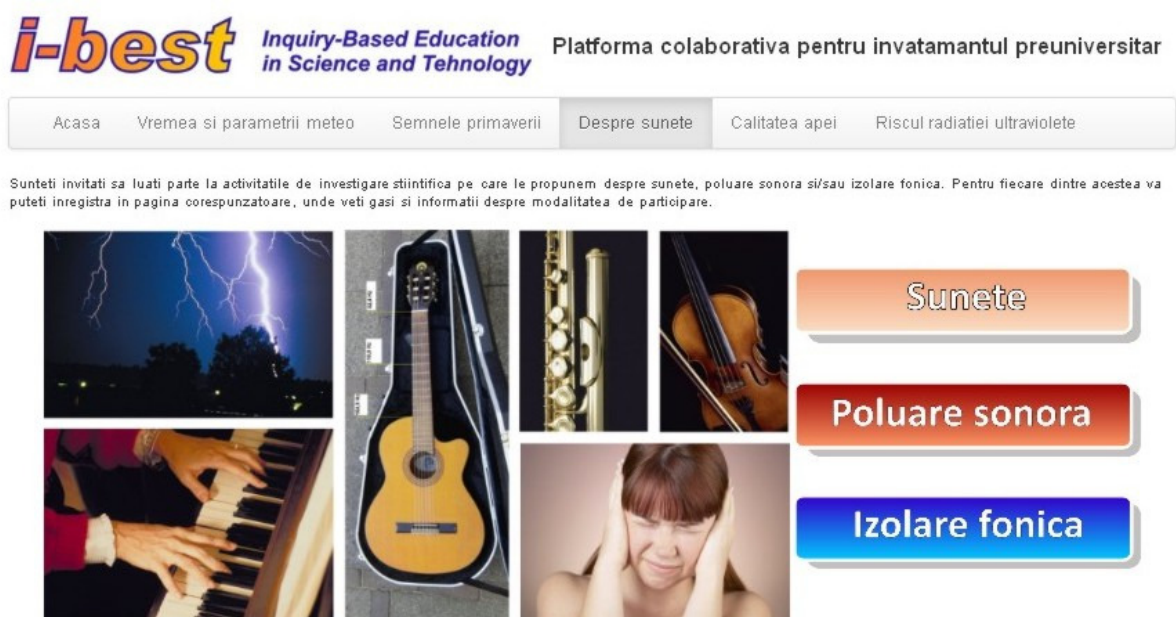 i-best
Inquiry-Based Education
in Science and Tehnology
Platforma colaborativa pentru invatamantul preuniversitar
Acasa
Vremea si parametrii meteo
Semnele primaverii
Despre sunete
Calitatea apei
Riscul radiatiei ultraviolete
Sunteti invitati sa luati parte la activitatile de investigare stiintifica pe care le propunem despre sunete, poluare sonora si/sau izolare fonica. Pentru fiecare dintre acestea va
puteti inregistra in pagina corespunzatoare, unde veti gasi si informatii despre modalitatea de participare.
Sunete
Poluare sonora
Izolare fonica